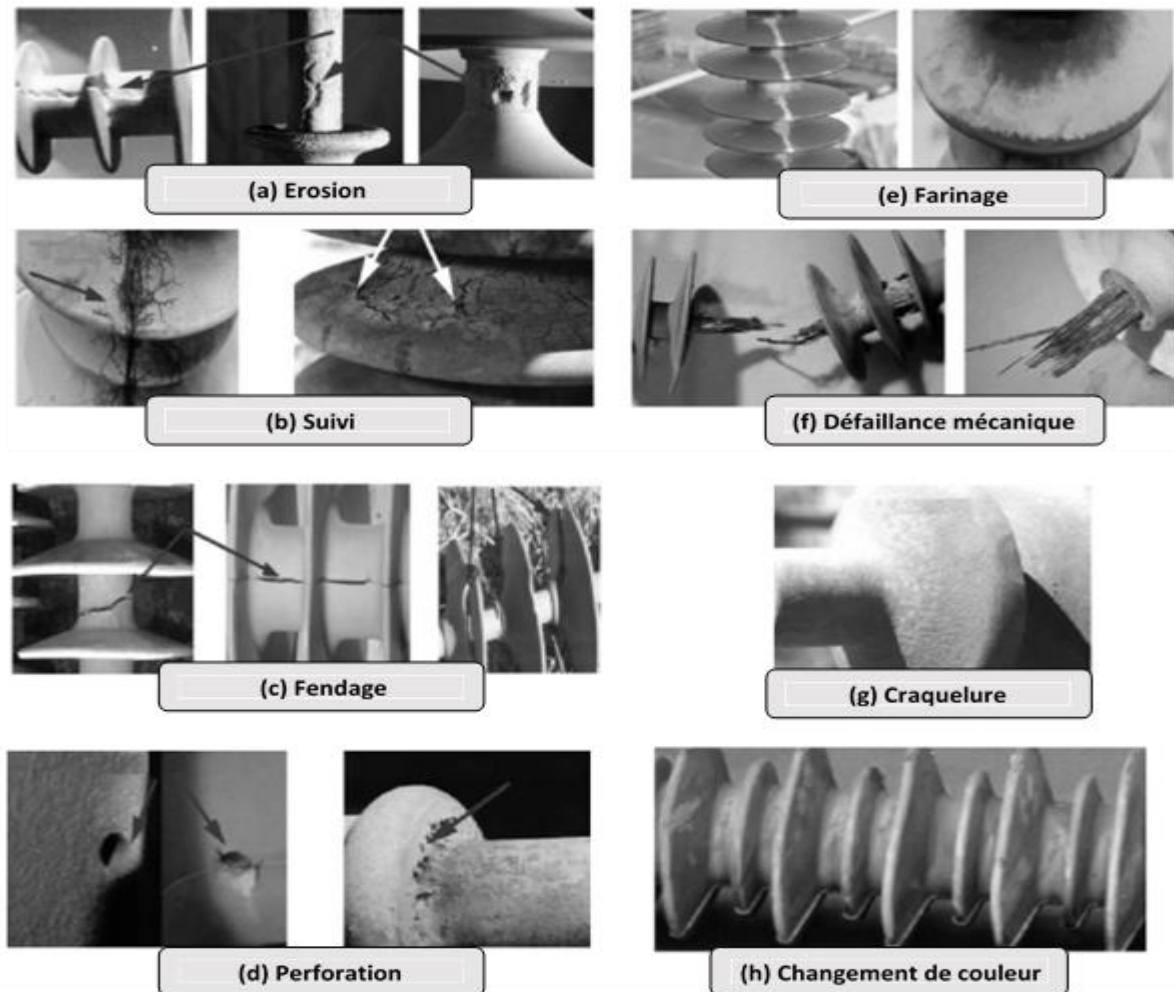 (a) Erosion
(e) Farinage
(b) Suivi
(f) Défaillance mécanique
(c) Fendage
(g) Craquelure
(d) Perforation
(h) Changement de couleur